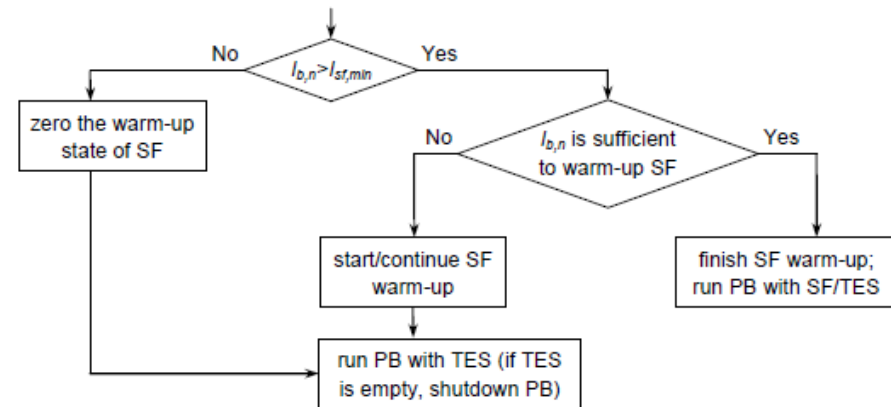 No
Yes
I_b,n>I_sf,min
zero the warm-up
state of SF
No
Yes
I_b,n is sufficient
to warm-up SF
start/continue SF
warm-up
finish SF warm-up;
run PB with SF/TES
run PB with TES (if TES
is empty, shutdown PB)